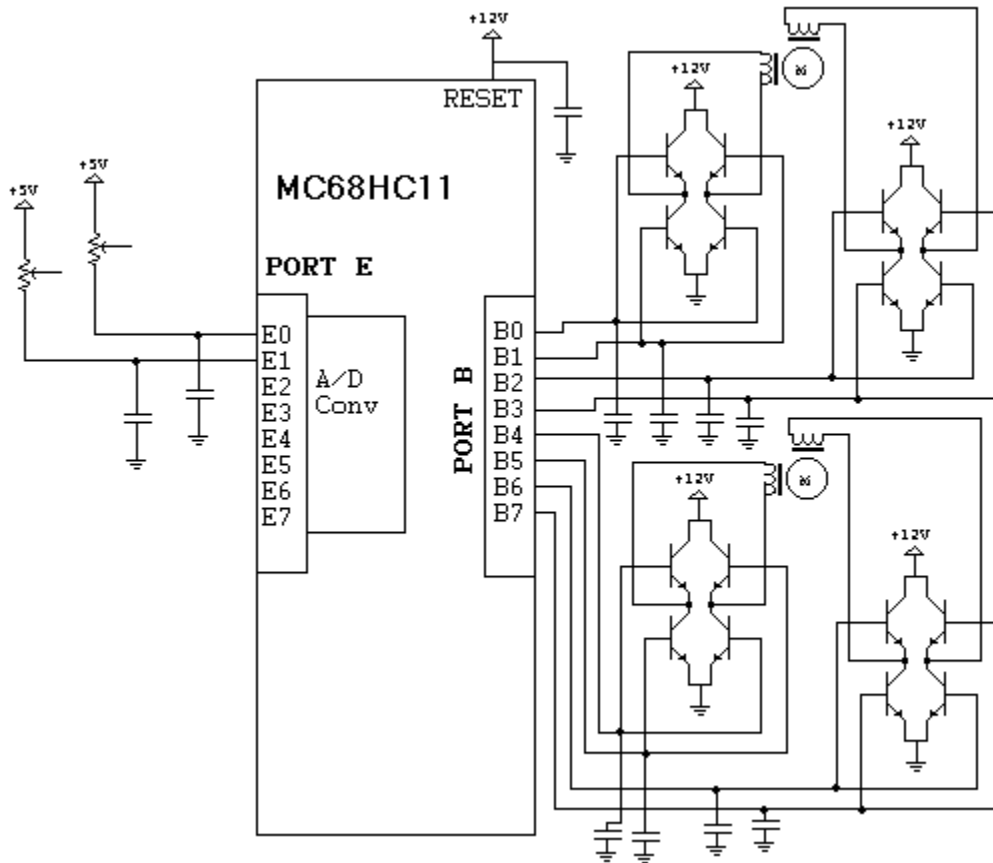 +12V
RESET
MC68HC11
+5V
+5V
PORT E
E0
E1
E2
E3
E4
E5
E6
E7
A/D
Conv
PORT B
B0
B1
B2
B3
B4
B5
B6
B7
+12V
M
+12V
+12V
M
+12V